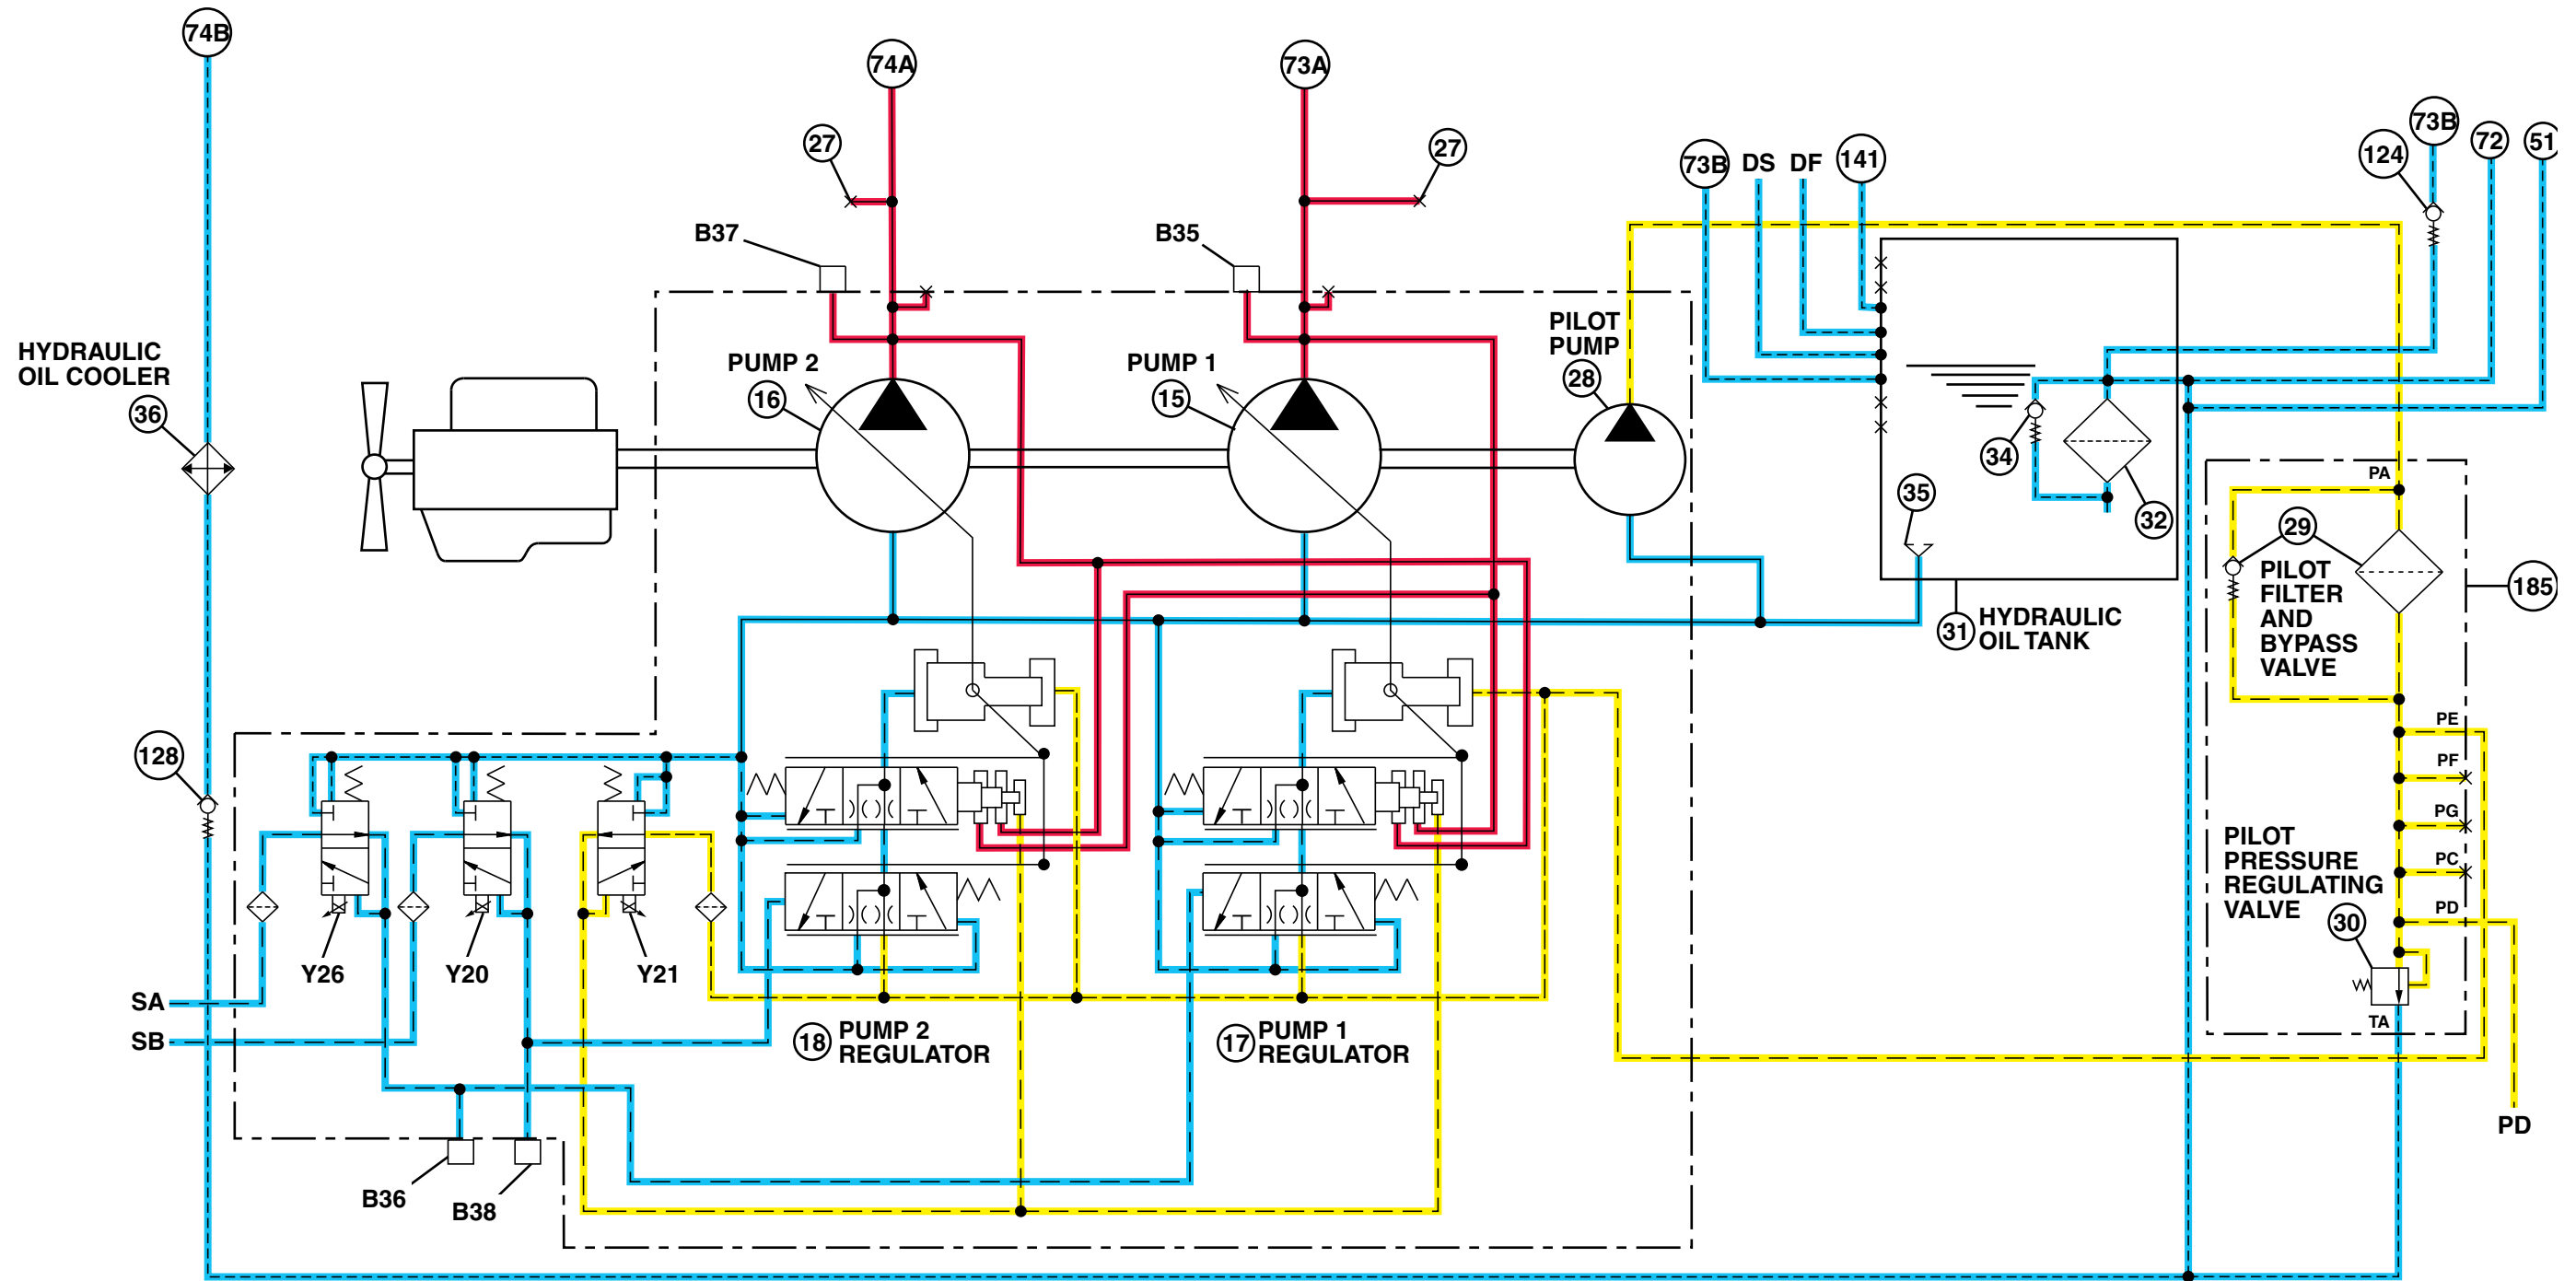 74B
74A
73A
27
27
73B
DS
DF
141
124
73B
72
51
B37
B35
HYDRAULIC
OIL COOLER
36
PUMP 2
16
PUMP 1
15
PILOT
PUMP
28
34
32
35
31
HYDRAULIC
OIL TANK
PA
29
PILOT
FILTER
AND
BYPASS
VALVE
185
128
PE
PF
PG
PC
PD
PILOT
PRESSURE
REGULATING
VALVE
30
TA
PD
Y26
Y20
Y21
SA
SB
18
PUMP 2
REGULATOR
17
PUMP 1
REGULATOR
B36
B38